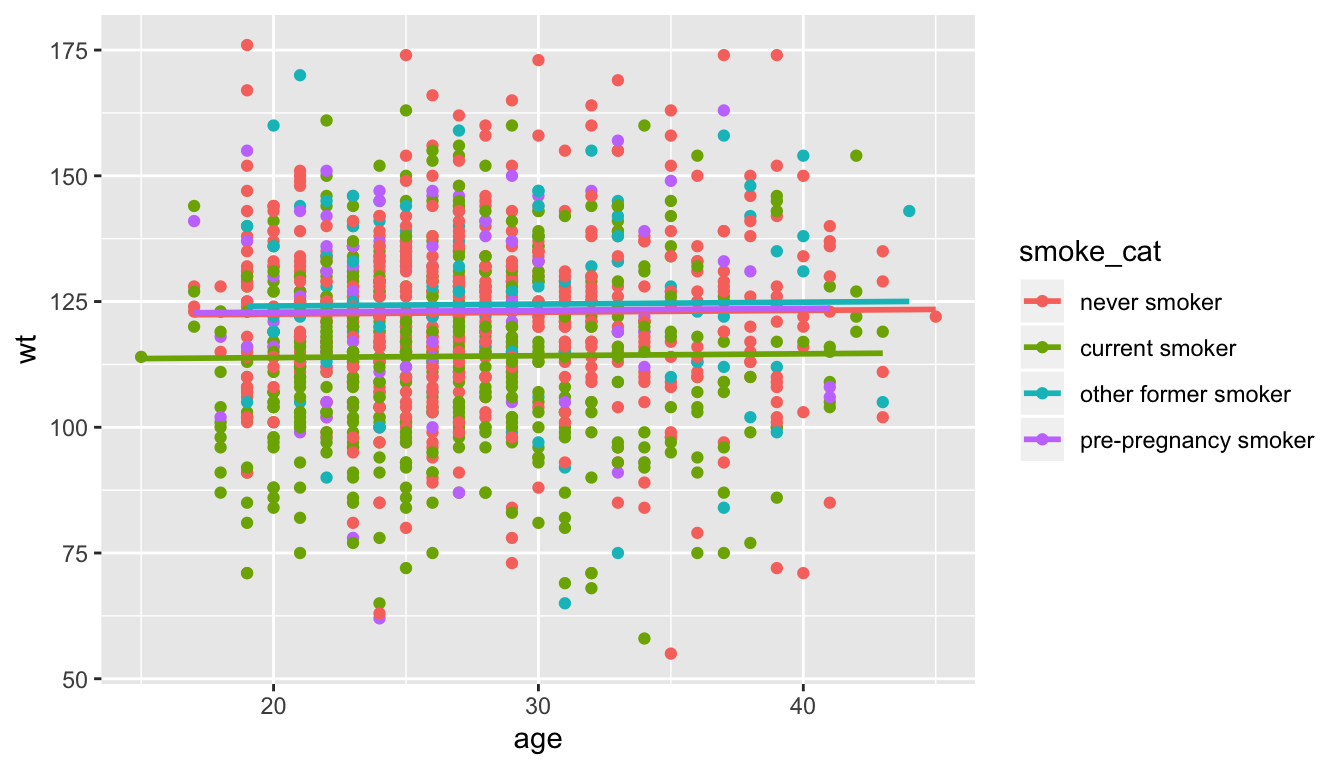 175
150
125
100
75
50
wt
20 30 40
age
smoke_cat
never smoker
current smoker
other former smoker
pre-pregnancy smoker